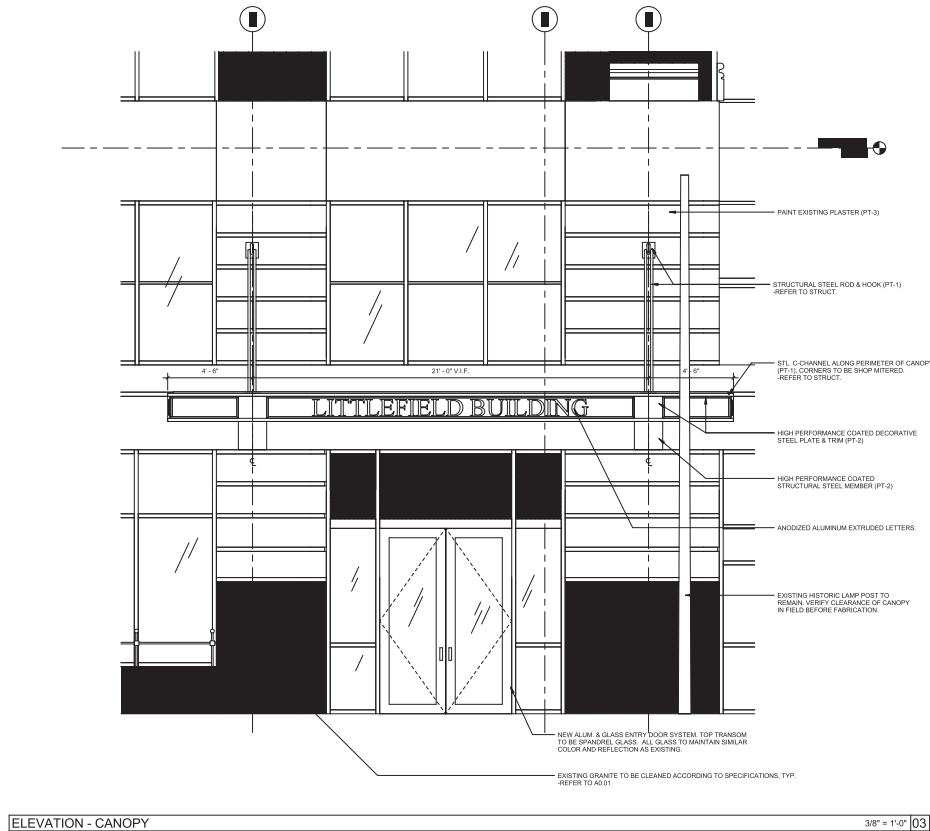 PAINT EXISTING PLASTER (PT-3)
STRUCTURAL STEEL ROD & HOOK (PT-1)
-REFER TO STRUCT.
4' - 6"
21' - 0" V.I.F.
4' - 6"
STL. C-CHANNEL ALONG PERIMETER OF CANOPY
(PT-1). CORNERS TO BE SHOP MITERED.
-REFER TO STRUCT.
LITTLEFIELD BUILDING
HIGH PERFORMANCE COATED DECORATIVE
STEEL PLATE & TRIM (PT-2)
HIGH PERFORMANCE COATED
STRUCTURAL STEEL MEMBER (PT-2)
ANODIZED ALUMINUM EXTRUDED LETTERS.
EXISTING HISTORIC LAMP POST TO
REMAIN. VERIFY CLEARANCE OF CANOPY
IN FIELD BEFORE FABRICATION.
NEW ALUM. & GLASS ENTRY DOOR SYSTEM. TOP TRANSOM
TO BE SPANDREL GLASS. ALL GLASS TO MAINTAIN SIMILAR
COLOR AND REFLECTION AS EXISTING.
EXISTING GRANITE TO BE CLEANED ACCORDING TO SPECIFICATIONS, TYP.
-REFER TO A0.01
ELEVATION - CANOPY
3/8" = 1'-0" 03